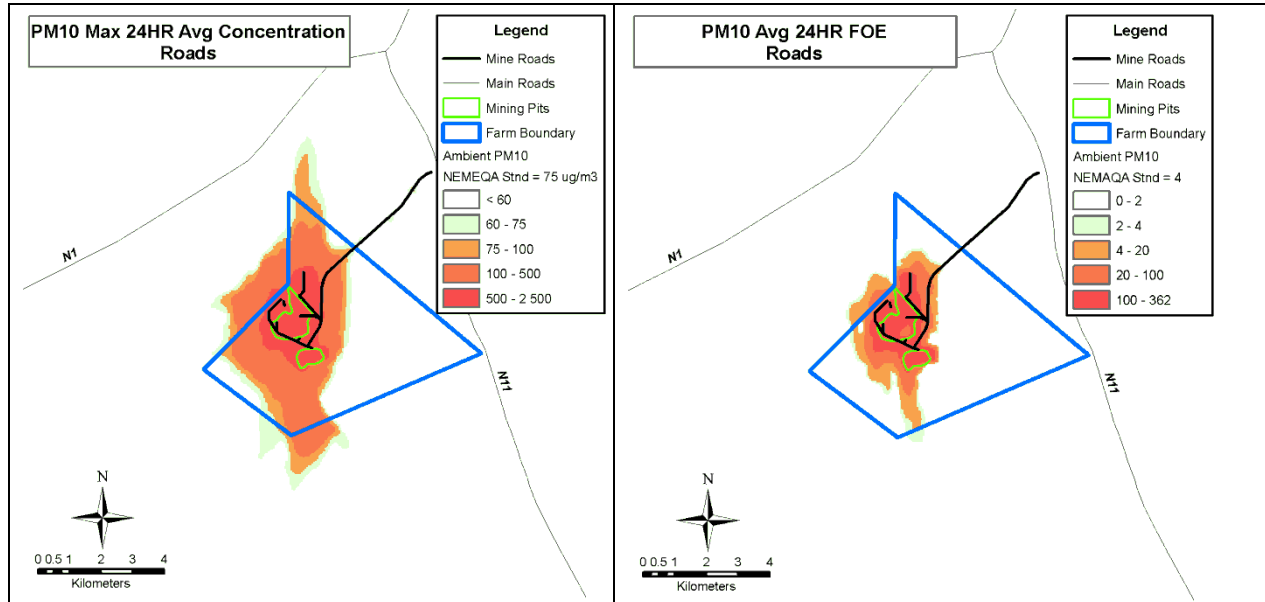 PM10 Max 24HR Avg Concentration
Roads
Legend
Mine Roads
Main Roads
Mining Pits
Farm Boundary
Ambient PM10
NEMEQA Stnd = 75 ug/m3
< 60
60 - 75
75 - 100
100 - 500
500 - 2 500
N1
N11
N
0 0.5 1 2 3 4
Kilometers
PM10 Avg 24HR FOE
Roads
Legend
Mine Roads
Main Roads
Mining Pits
Farm Boundary
Ambient PM10
NEMAQA Stnd = 4
0 - 2
2 - 4
4 - 20
20 - 100
100 - 362
N1
N11
N
0 0.5 1 2 3 4
Kilometers